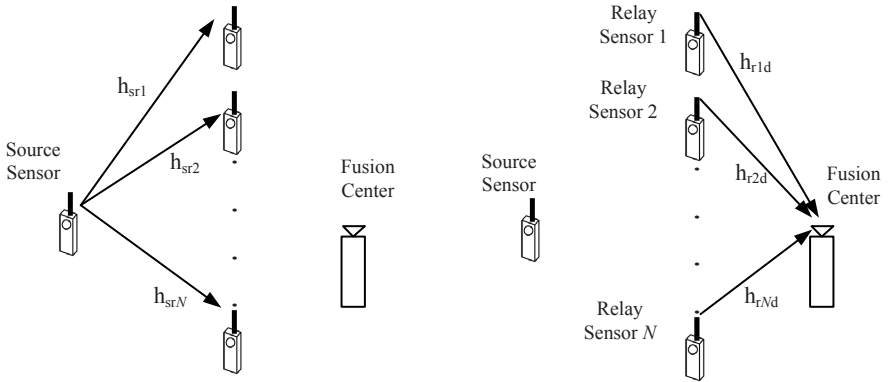 h_sr1
h_sr2
Source
Sensor
h_srN
Fusion
Center
Relay
Sensor 1
Relay
Sensor 2
h_r1d
h_r2d
Source
Sensor
Fusion
Center
h_rNd
Relay
Sensor N